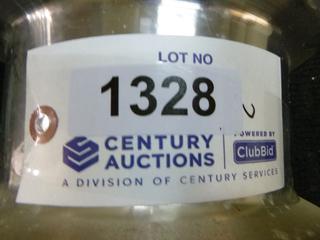 LOT NO
1328
C
CENTURY
AUCTIONS
POWERED BY
ClubBid
A DIVISION OF CENTURY SERVICES